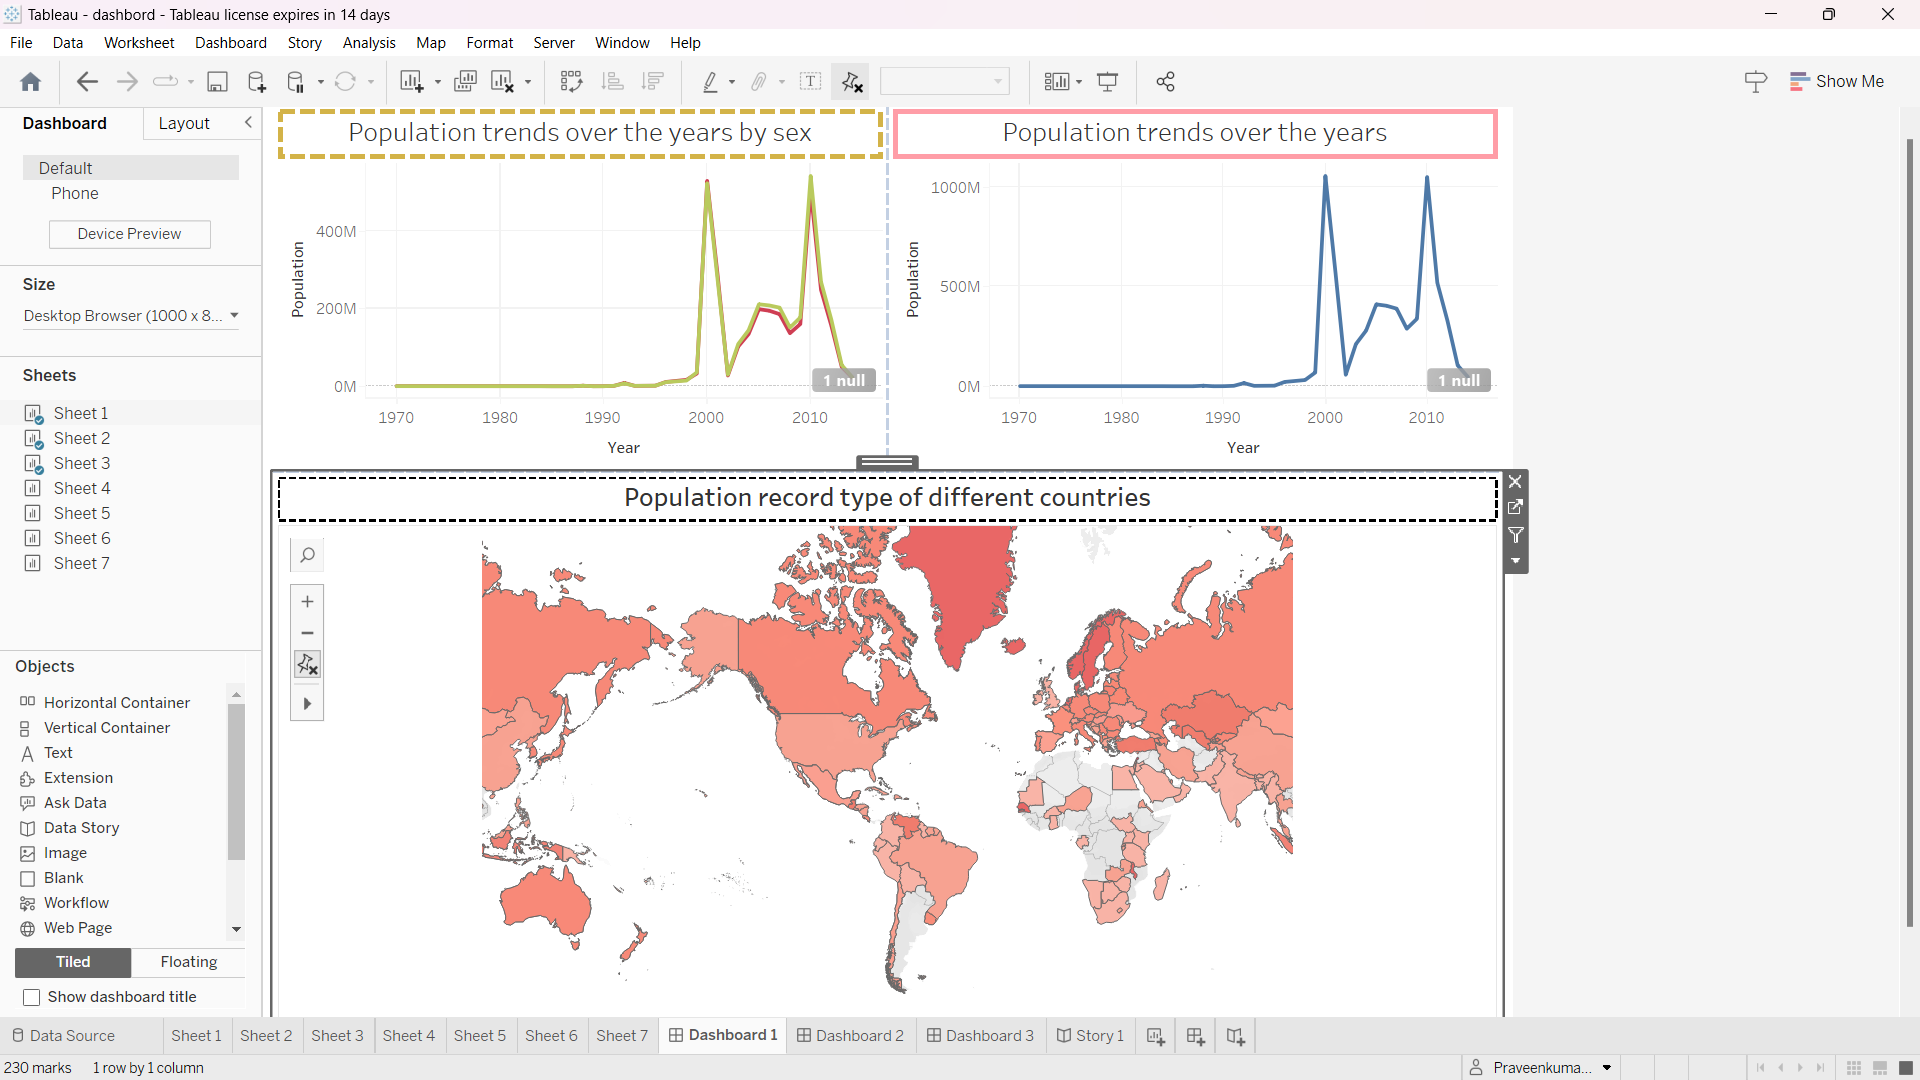 Tableau - dashbord - Tableau license expires in 14 days
File Data Worksheet Dashboard Story Analysis Map Format Server Window Help
Show Me
Dashboard Layout
Default
Phone
Device Preview
Size
Desktop Browser (1000 x 8...
Sheets
Sheet 1
Sheet 2
Sheet 3
Sheet 4
Sheet 5
Sheet 6
Sheet 7
Objects
Horizontal Container
Vertical Container
Text
Extension
Ask Data
Data Story
Image
Blank
Workflow
Web Page
Tiled Floating
Show dashboard title
Population trends over the years by sex
Population
400M
200M
0M
1 null
1970 1980 1990 2000 2010
Year
Population trends over the years
Population
1000M
500M
0M
1 null
1970 1980 1990 2000 2010
Year
Population record type of different countries
Data Source Sheet 1 Sheet 2 Sheet 3 Sheet 4 Sheet 5 Sheet 6 Sheet 7 Dashboard 1 Dashboard 2 Dashboard 3 Story 1
230 marks 1 row by 1 column Praveenkuma...